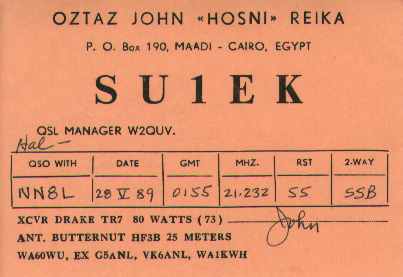 OZTAZ JOHN «HOSNI» REIKA
P. O. Box 190, MAADI - CAIRO, EGYPT
SU1EK
QSL MANAGER W2QUV.
Hal -
QSO WITH DATE GMT MHZ. RST 2-WAY
NN8L 28 V 89 0155 21.232 55 SSB
XCVR DRAKE TR7 80 WATTS (73)
John
ANT. BUTTERNUT HF3B 25 METERS
WA60WU, EX G5ANL, VK6ANL, WA1KWH